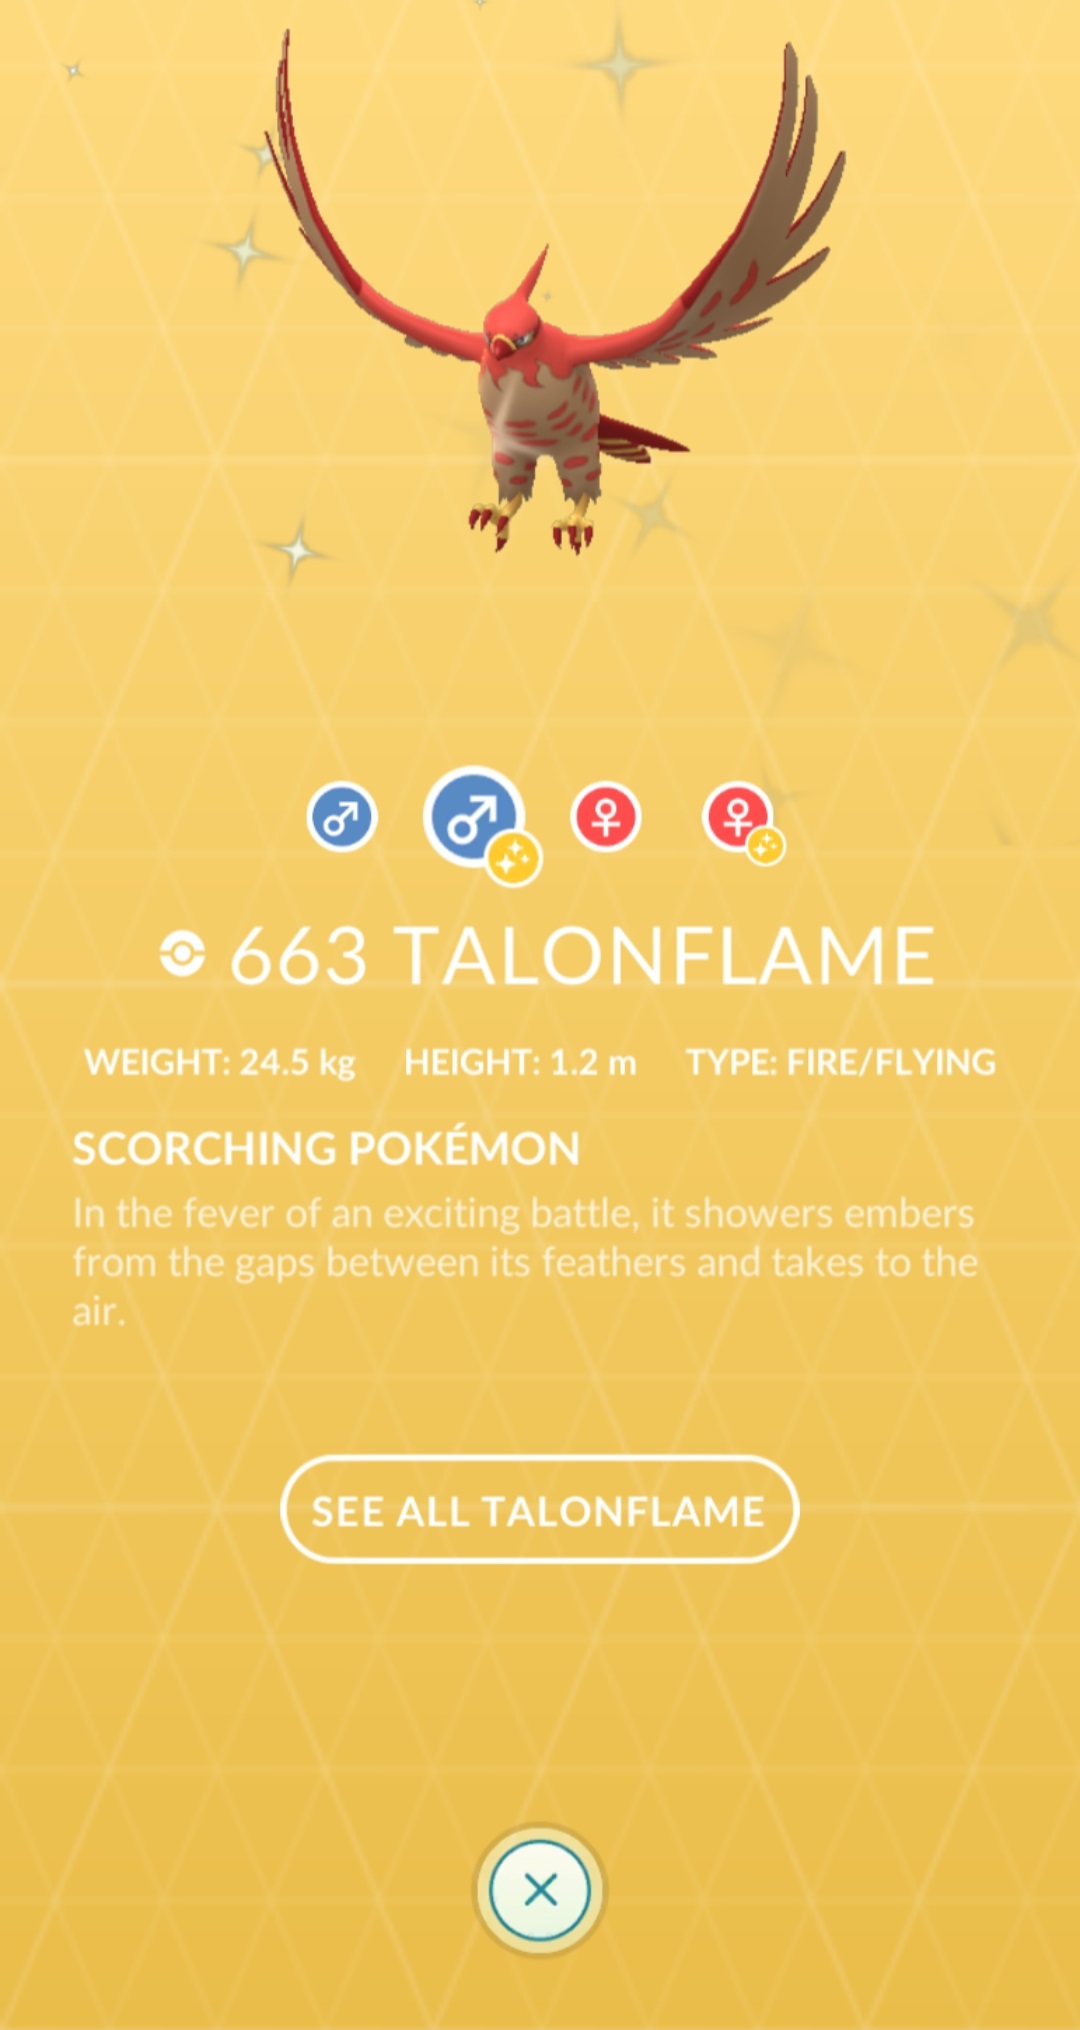 663 TALONFLAME
WEIGHT: 24.5 kg HEIGHT: 1.2 m TYPE: FIRE/FLYING
SCORCHING POKÉMON
In the fever of an exciting battle, it showers embers
from the gaps between its feathers and takes to the
air.
SEE ALL TALONFLAME